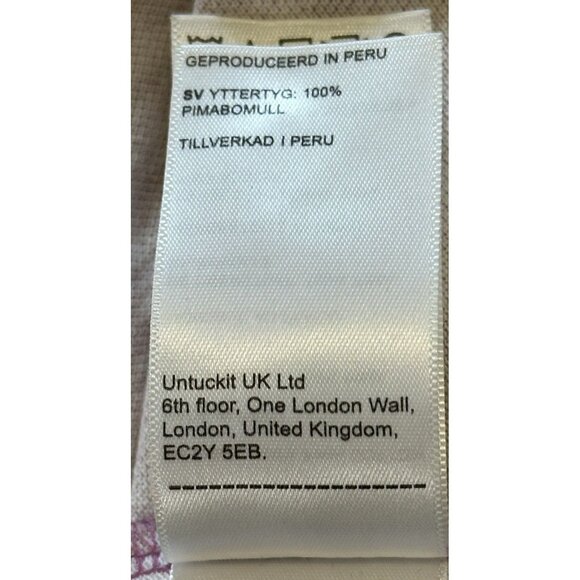 GEPRODUCEERD IN PERU
SV YTTERTYG: 100%
PIMABOMULL
TILLVERKAD I PERU
Untuckit UK Ltd
6th floor, One London Wall,
London, United Kingdom,
EC2Y 5EB.